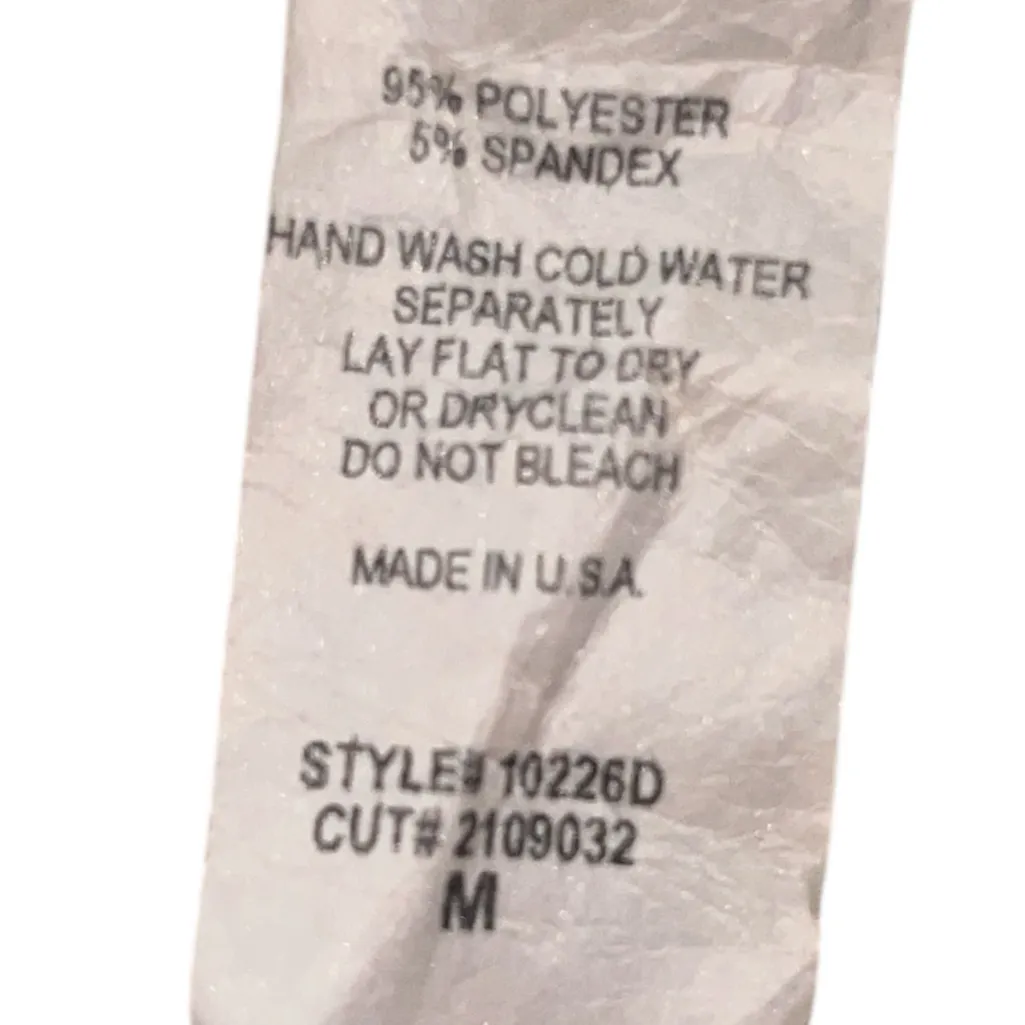 95% POLYESTER
5% SPANDEX
HAND WASH COLD WATER
SEPARATELY
LAY FLAT TO DRY
OR DRYCLEAN
DO NOT BLEACH
MADE IN U.S.A.
STYLE# 10226D
CUT# 2109032
M